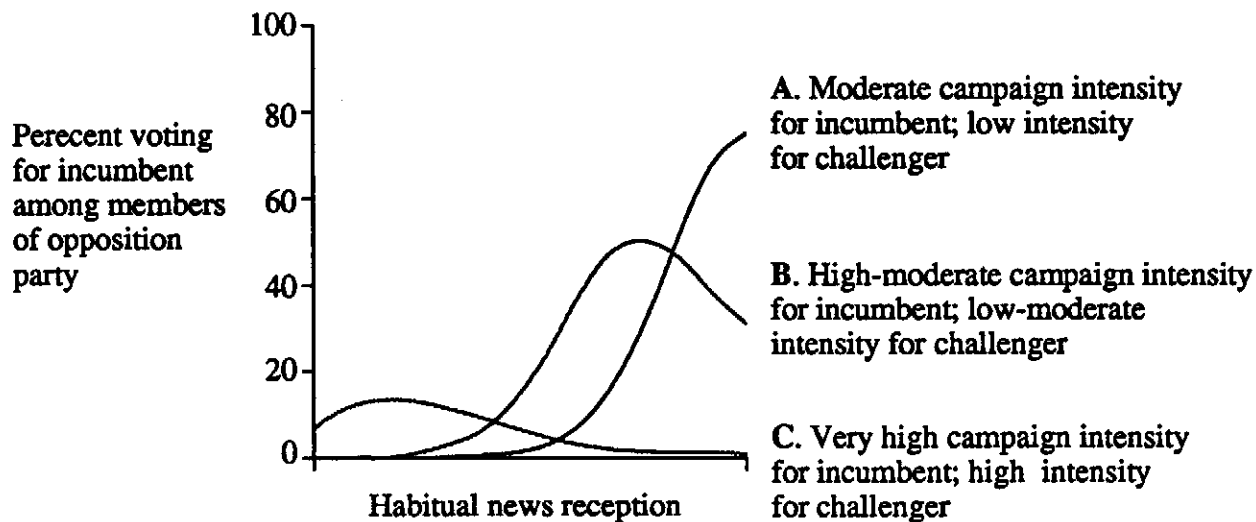 100
80
60
40
20
0
Perecent voting
for incumbent
among members
of opposition
party
A. Moderate campaign intensity
for incumbent; low intensity
for challenger
B. High-moderate campaign intensity
for incumbent; low-moderate
intensity for challenger
C. Very high campaign intensity
for incumbent; high intensity
for challenger
Habitual news reception